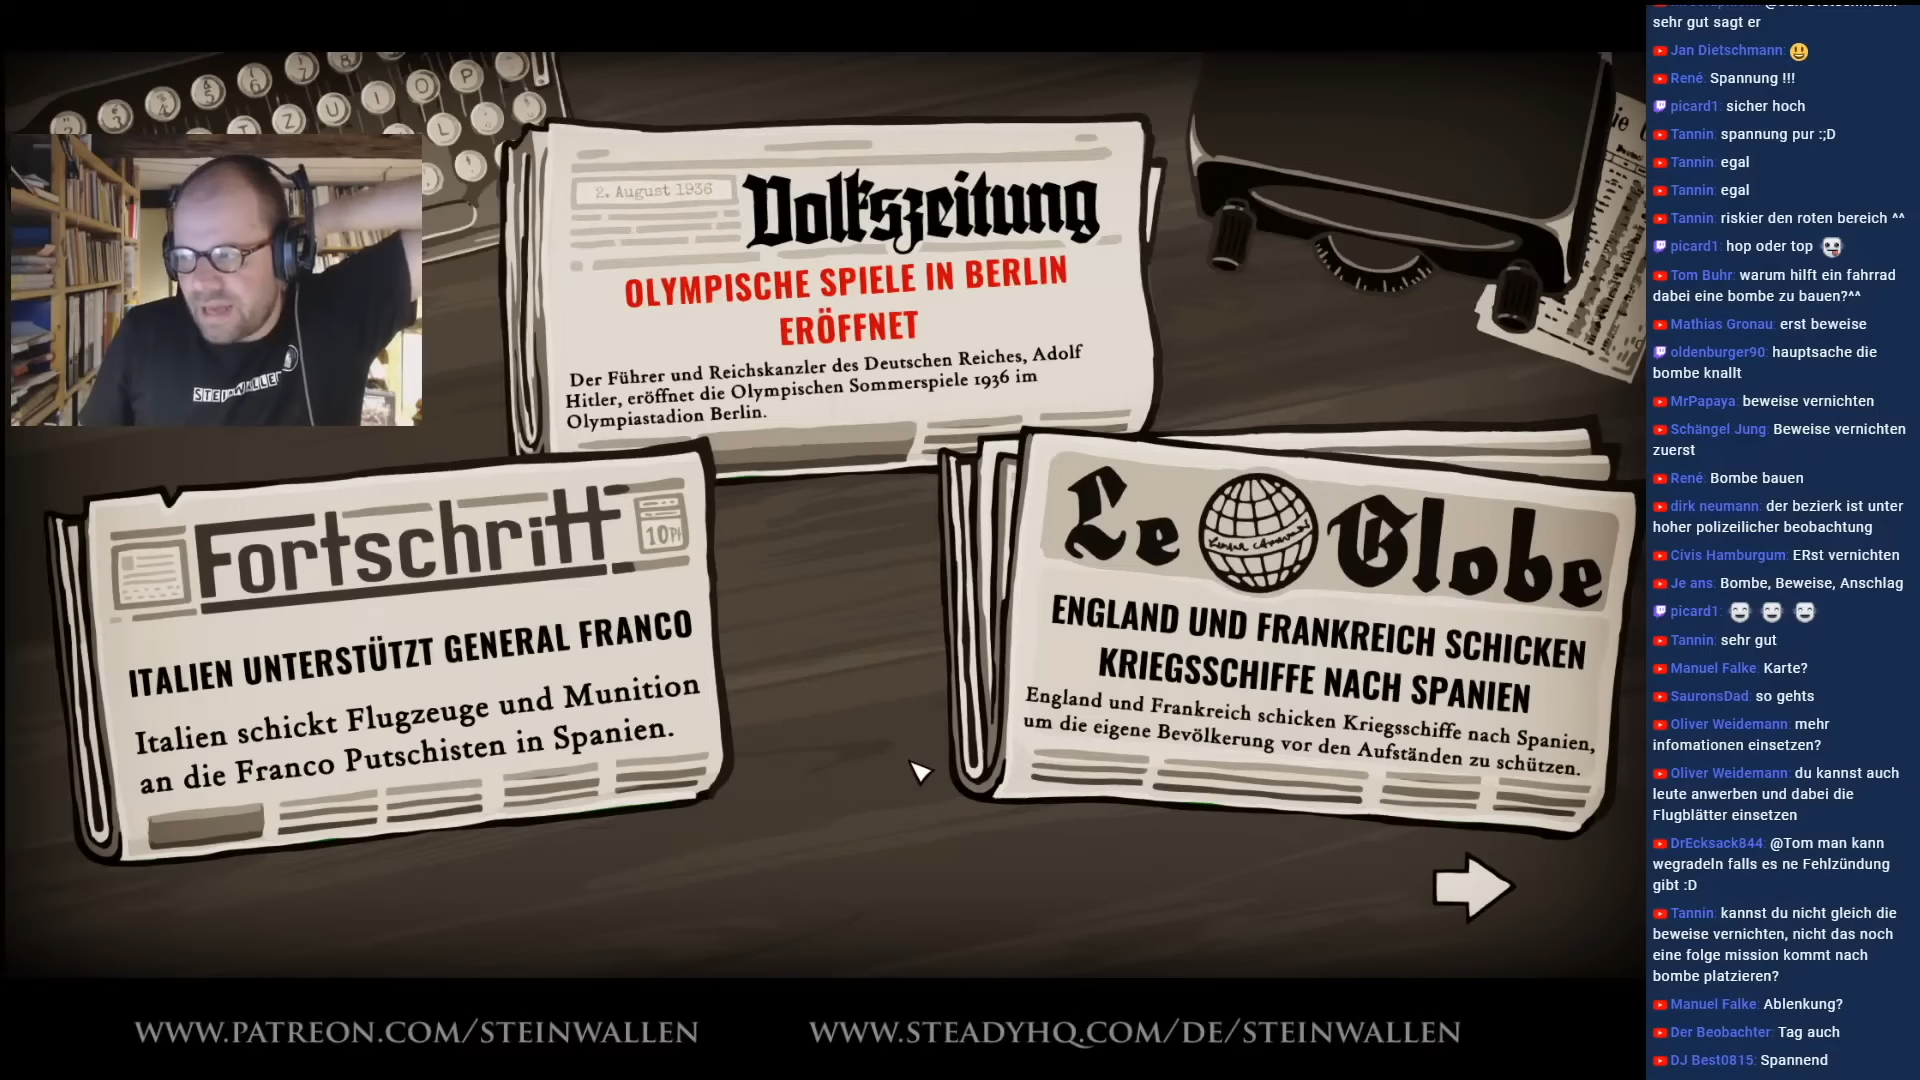 2. August 1936
Volkszeitung
OLYMPISCHE SPIELE IN BERLIN
ERÖFFNET
Der Führer und Reichskanzler des Deutschen Reiches, Adolf
Hitler, eröffnet die Olympischen Sommerspiele 1936 im
Olympiastadion Berlin.
STEINWALLEN
Fortschritt
10Pf
ITALIEN UNTERSTÜTZT GENERAL FRANCO
Italien schickt Flugzeuge und Munition
an die Franco Putschisten in Spanien.
Le Globe
ENGLAND UND FRANKREICH SCHICKEN
KRIEGSSCHIFFE NACH SPANIEN
England und Frankreich schicken Kriegsschiffe nach Spanien,
um die eigene Bevölkerung vor den Aufständen zu schützen.
WWW.PATREON.COM/STEINWALLEN
WWW.STEADYHQ.COM/DE/STEINWALLEN
sehr gut sagt er
Jan Dietschmann: 😃
René: Spannung !!!
picard1: sicher hoch
Tannin: spannung pur :;D
Tannin: egal
Tannin: egal
Tannin: riskier den roten bereich ^^
picard1: hop oder top
Tom Buhr: warum hilft ein fahrrad
dabei eine bombe zu bauen?^^
Mathias Gronau: erst beweise
oldenburger90: hauptsache die
bombe knallt
MrPapaya: beweise vernichten
Schängel Jung: Beweise vernichten
zuerst
René: Bombe bauen
dirk neumann: der bezierk ist unter
hoher polizeilicher beobachtung
Civis Hamburgum: ERst vernichten
Je ans: Bombe, Beweise, Anschlag
picard1:
Tannin: sehr gut
Manuel Falke: Karte?
SauronsDad: so gehts
Oliver Weidemann: mehr
infomationen einsetzen?
Oliver Weidemann: du kannst auch
leute anwerben und dabei die
Flugblätter einsetzen
DrEcksack844: @Tom man kann
wegradeln falls es ne Fehlzündung
gibt :D
Tannin: kannst du nicht gleich die
beweise vernichten, nicht das noch
eine folge mission kommt nach
bombe platzieren?
Manuel Falke: Ablenkung?
Der Beobachter: Tag auch
DJ Best0815: Spannend